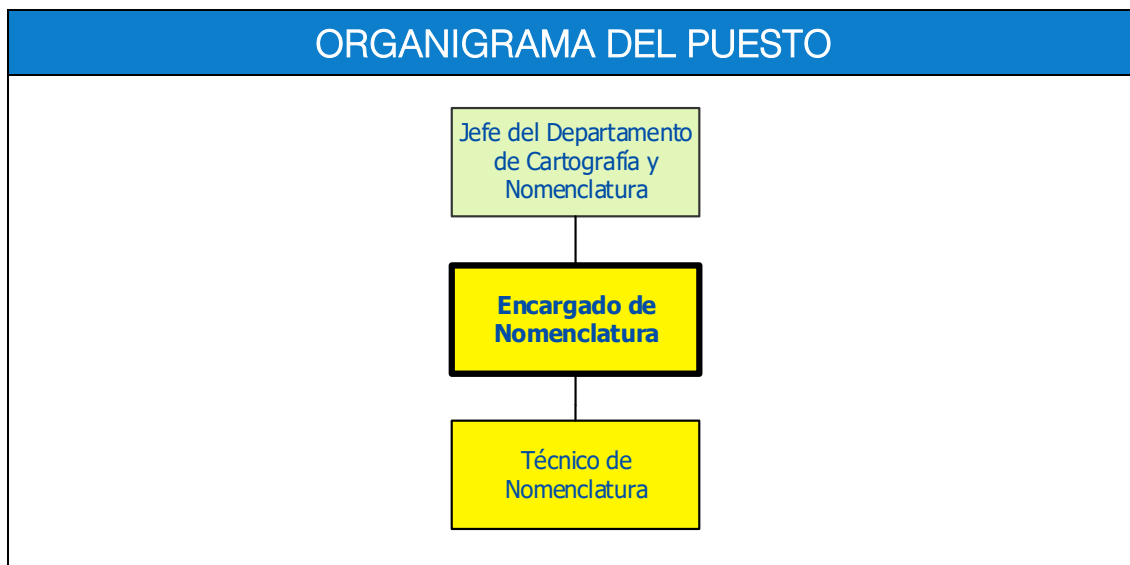 ORGANIGRAMA DEL PUESTO
Jefe del Departamento
de Cartografía y
Nomenclatura
Encargado de
Nomenclatura
Técnico de
Nomenclatura